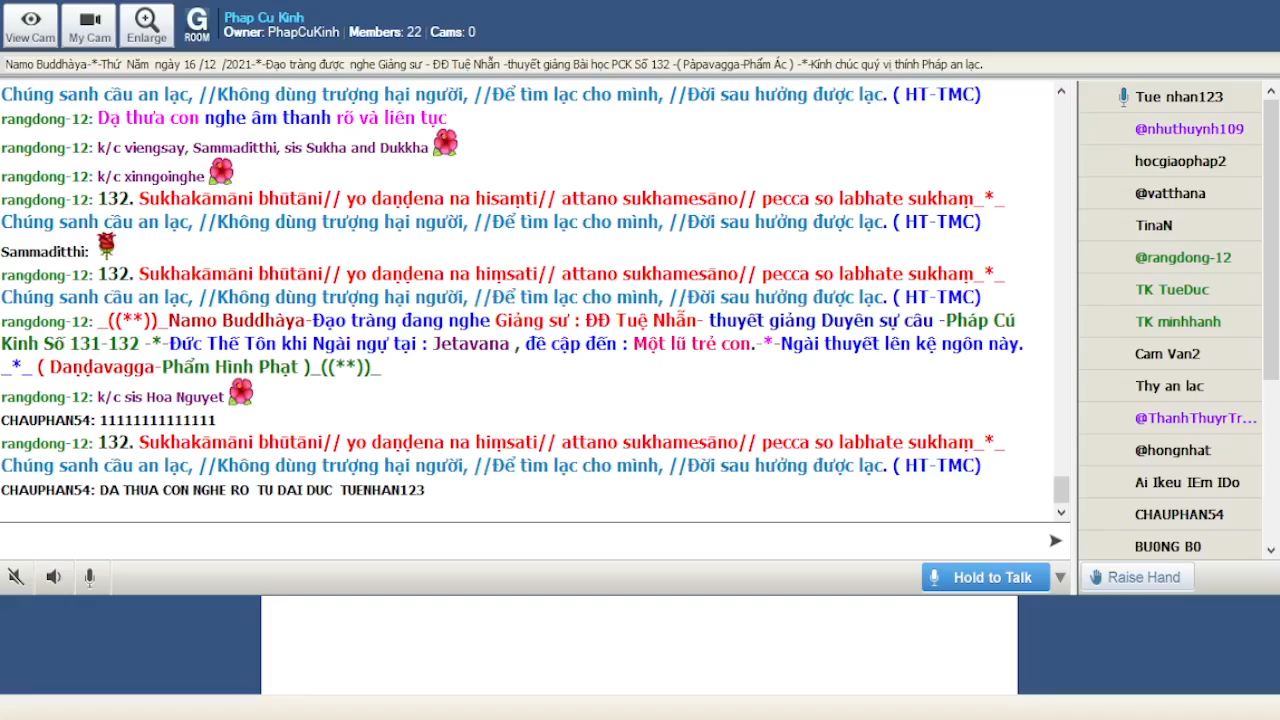 View Cam
My Cam
Enlarge
G
ROOM
Phap Cu Kinh
Owner: PhapCuKinh | Members: 22 | Cams: 0
Namo Buddhàya-*-Thứ Năm ngày 16 /12 /2021-*-Đạo tràng được nghe Giảng sư - ĐĐ Tuệ Nhẫn -thuyết giảng Bài học PCK Số 132 -( Pàpavagga-Phẩm Ác ) -*-Kính chúc quý vị thính Pháp an lạc.
Chúng sanh cầu an lạc, //Không dùng trượng hại người, //Để tìm lạc cho mình, //Đời sau hưởng được lạc. ( HT-TMC)
rangdong-12: Dạ thưa con nghe âm thanh rõ và liên tục
rangdong-12: k/c viengsay, Sammaditthi, sis Sukha and Dukkha
rangdong-12: k/c xinngoinghe
rangdong-12: 132. Sukhakāmāni bhūtāni// yo daṇḍena na hisaṃti// attano sukhamesāni// pecca so labhate sukhaṃ_*_
Chúng sanh cầu an lạc, //Không dùng trượng hại người, //Để tìm lạc cho mình, //Đời sau hưởng được lạc. ( HT-TMC)
Sammaditthi:
rangdong-12: 132. Sukhakāmāni bhūtāni// yo daṇḍena na hiṃsati// attano sukhamesāno// pecca so labhate sukhaṃ_*_
Chúng sanh cầu an lạc, //Không dùng trượng hại người, //Để tìm lạc cho mình, //Đời sau hưởng được lạc. ( HT-TMC)
rangdong-12: _((**))_Namo Buddhàya-Đạo tràng đang nghe Giảng sư : ĐĐ Tuệ Nhẫn- thuyết giảng Duyên sự câu -Pháp Cú
Kinh Số 131-132 -*-Đức Thế Tôn khi Ngài ngự tại : Jetavana , đề cập đến : Một lũ trẻ con.-*-Ngài thuyết lên kệ ngôn này.
_*_ ( Daṇḍavagga-Phẩm Hình Phạt )_((**))_
rangdong-12: k/c sis Hoa Nguyet
CHAUPHAN54: 11111111111111
rangdong-12: 132. Sukhakāmāni bhūtāni// yo daṇḍena na hiṃsati// attano sukhamesāno// pecca so labhate sukhaṃ_*_
Chúng sanh cầu an lạc, //Không dùng trượng hại người, //Để tìm lạc cho mình, //Đời sau hưởng được lạc. ( HT-TMC)
CHAUPHAN54: DA THUA CON NGHE RO TU DAI DUC TUENHAN123
Hold to Talk
Tue nhan123
@nhuthuynh109
hocgiaophap2
@vatthana
TinaN
@rangdong-12
TK TueDuc
TK minhhanh
Cam Van2
Thy an lac
@ThanhThuyrTr...
@hongnhat
Ai Ikeu IEm IDo
CHAUPHAN54
BU0NG B0
Raise Hand